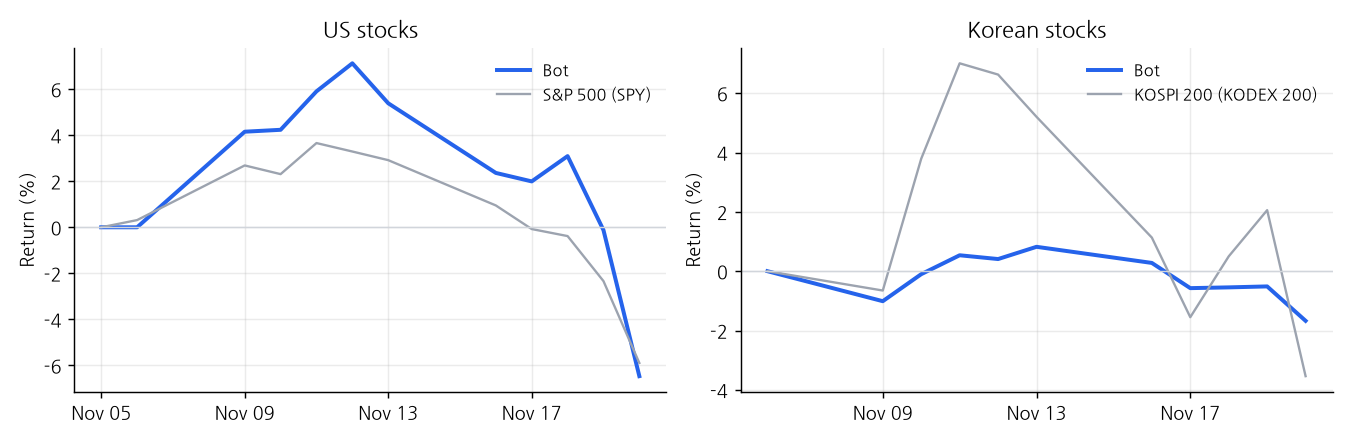 US stocks
Bot
S&P 500 (SPY)
Return (%)
6
4
2
0
-2
-4
-6
Nov 05
Nov 09
Nov 13
Nov 17
Korean stocks
Bot
KOSPI 200 (KODEX 200)
Return (%)
6
4
2
0
-2
-4
Nov 09
Nov 13
Nov 17